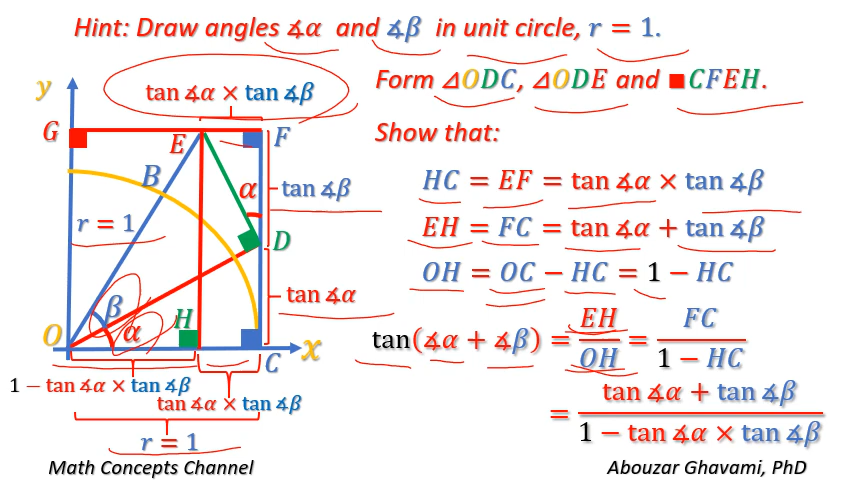 Hint: Draw angles ∡α and ∡β in unit circle, r = 1.
Form ⊿ODC, ⊿ODE and ■CFEH.
Show that:
HC = EF = tan ∡α × tan ∡β
EH = FC = tan ∡α + tan ∡β
OH = OC − HC = 1 − HC
tan(∡α + ∡β) = EH / OH = FC / 1 − HC
= tan ∡α + tan ∡β / 1 − tan ∡α × tan ∡β
y
tan ∡α × tan ∡β
G
E
F
B
α
tan ∡β
r = 1
D
β
tan ∡α
H
O
α
x
C
1 − tan ∡α × tan ∡β
tan ∡α × tan ∡β
r = 1
Math Concepts Channel
Abouzar Ghavami, PhD